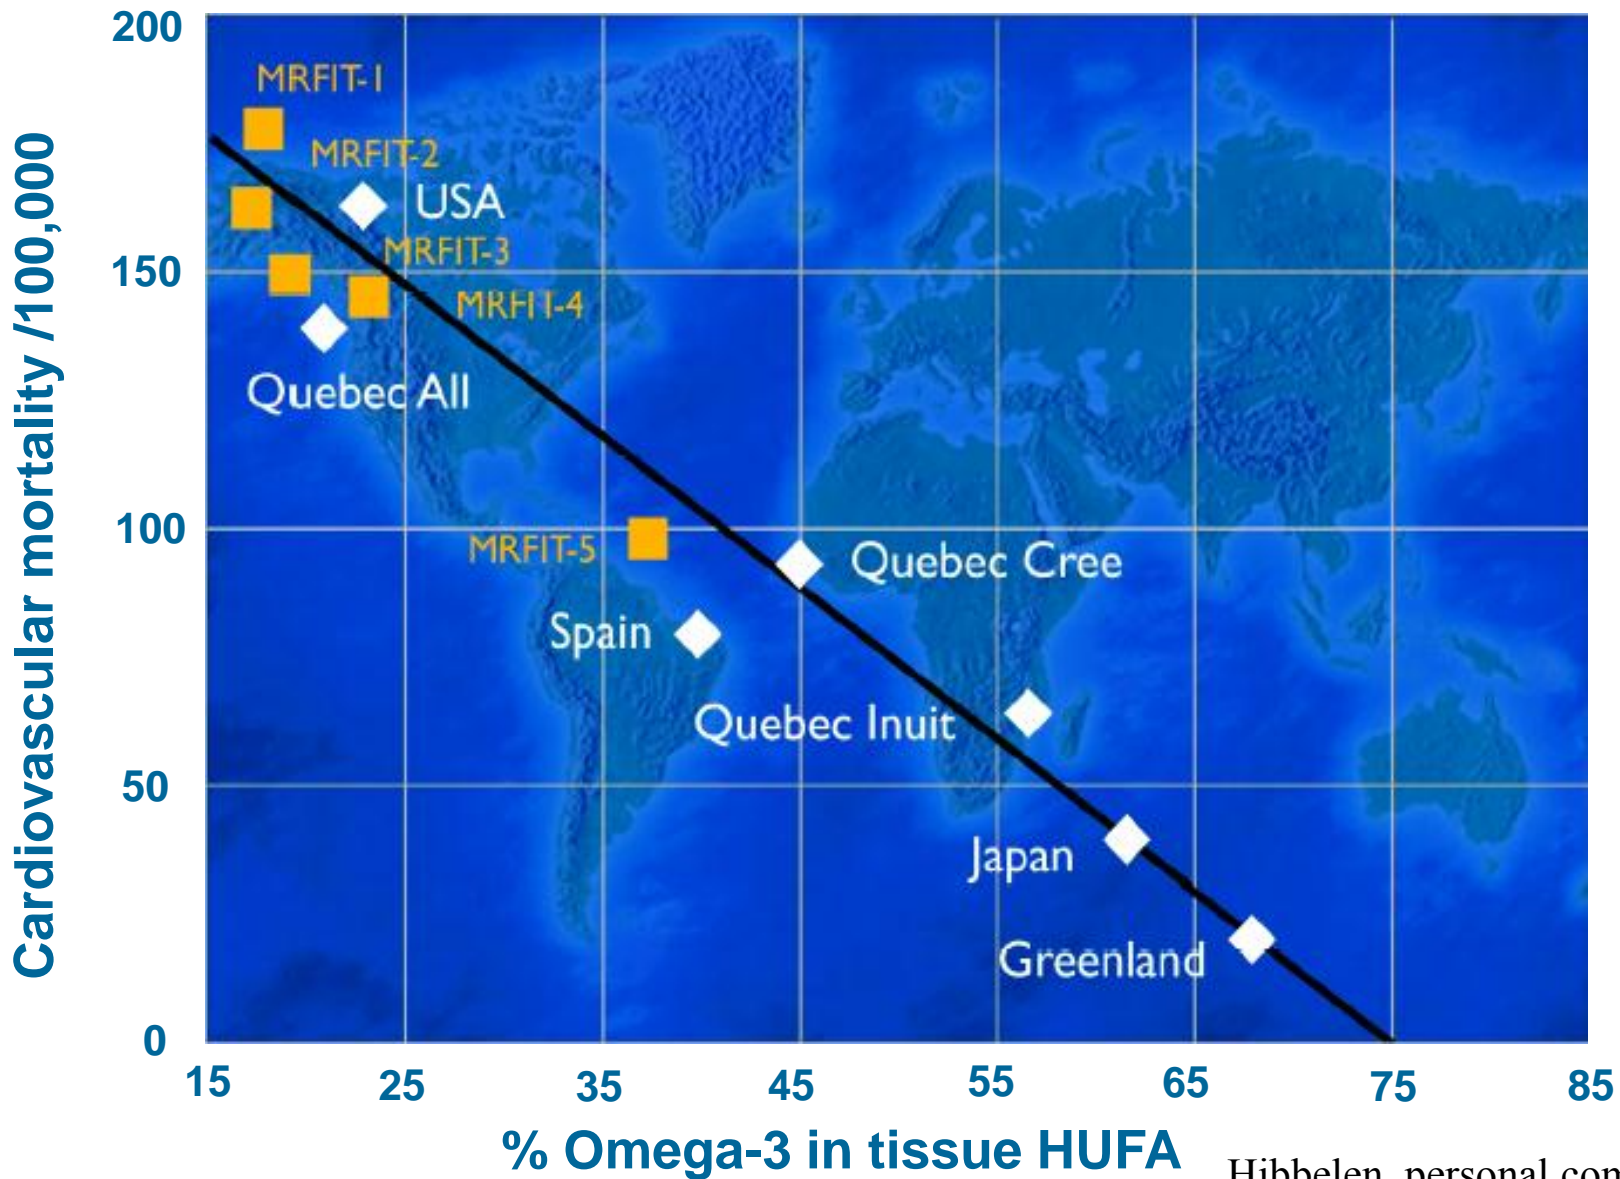 200
MRFIT-1
MRFIT-2
USA
MRFIT-3
150
MRFIT-4
Quebec All
100
MRFIT-5
Quebec Cree
Spain
Quebec Inuit
50
Japan
Greenland
0
15 25 35 45 55 65 75 85
Cardiovascular mortality /100,000
% Omega-3 in tissue HUFA
Hibbelen, personal